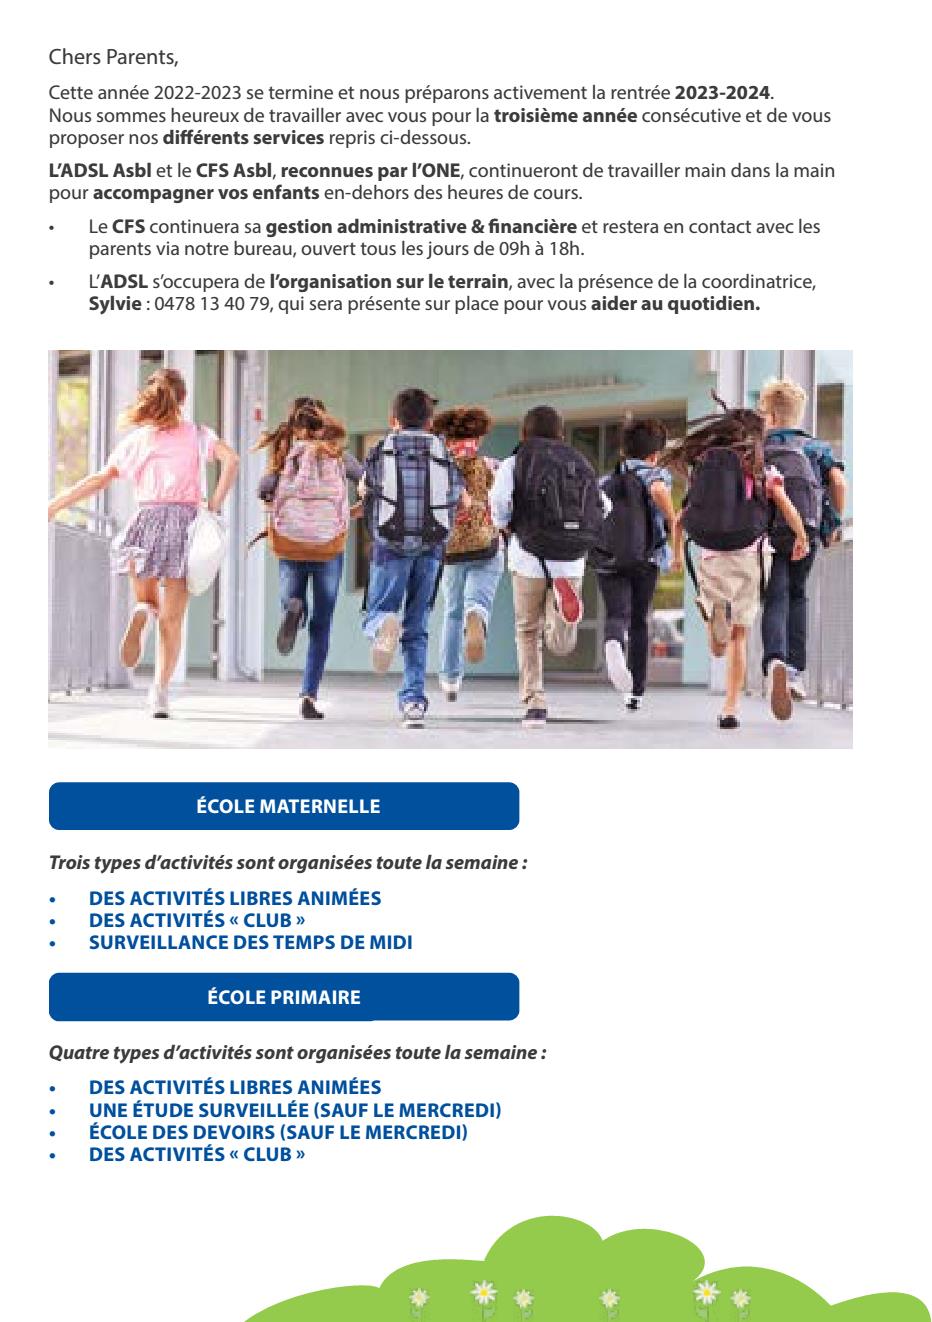 Chers Parents,
Cette année 2022-2023 se termine et nous préparons activement la rentrée 2023-2024.
Nous sommes heureux de travailler avec vous pour la troisième année consécutive et de vous
proposer nos différents services repris ci-dessous.
L’ADSL Asbl et le CFS Asbl, reconnues par l’ONE, continueront de travailler main dans la main
pour accompagner vos enfants en-dehors des heures de cours.
• Le CFS continuera sa gestion administrative & financière et restera en contact avec les
parents via notre bureau, ouvert tous les jours de 09h à 18h.
• L’ADSL s’occupera de l’organisation sur le terrain, avec la présence de la coordinatrice,
Sylvie : 0478 13 40 79, qui sera présente sur place pour vous aider au quotidien.
ÉCOLE MATERNELLE
Trois types d’activités sont organisées toute la semaine :
• DES ACTIVITÉS LIBRES ANIMÉES
• DES ACTIVITÉS « CLUB »
• SURVEILLANCE DES TEMPS DE MIDI
ÉCOLE PRIMAIRE
Quatre types d’activités sont organisées toute la semaine :
• DES ACTIVITÉS LIBRES ANIMÉES
• UNE ÉTUDE SURVEILLÉE (SAUF LE MERCREDI)
• ÉCOLE DES DEVOIRS (SAUF LE MERCREDI)
• DES ACTIVITÉS « CLUB »